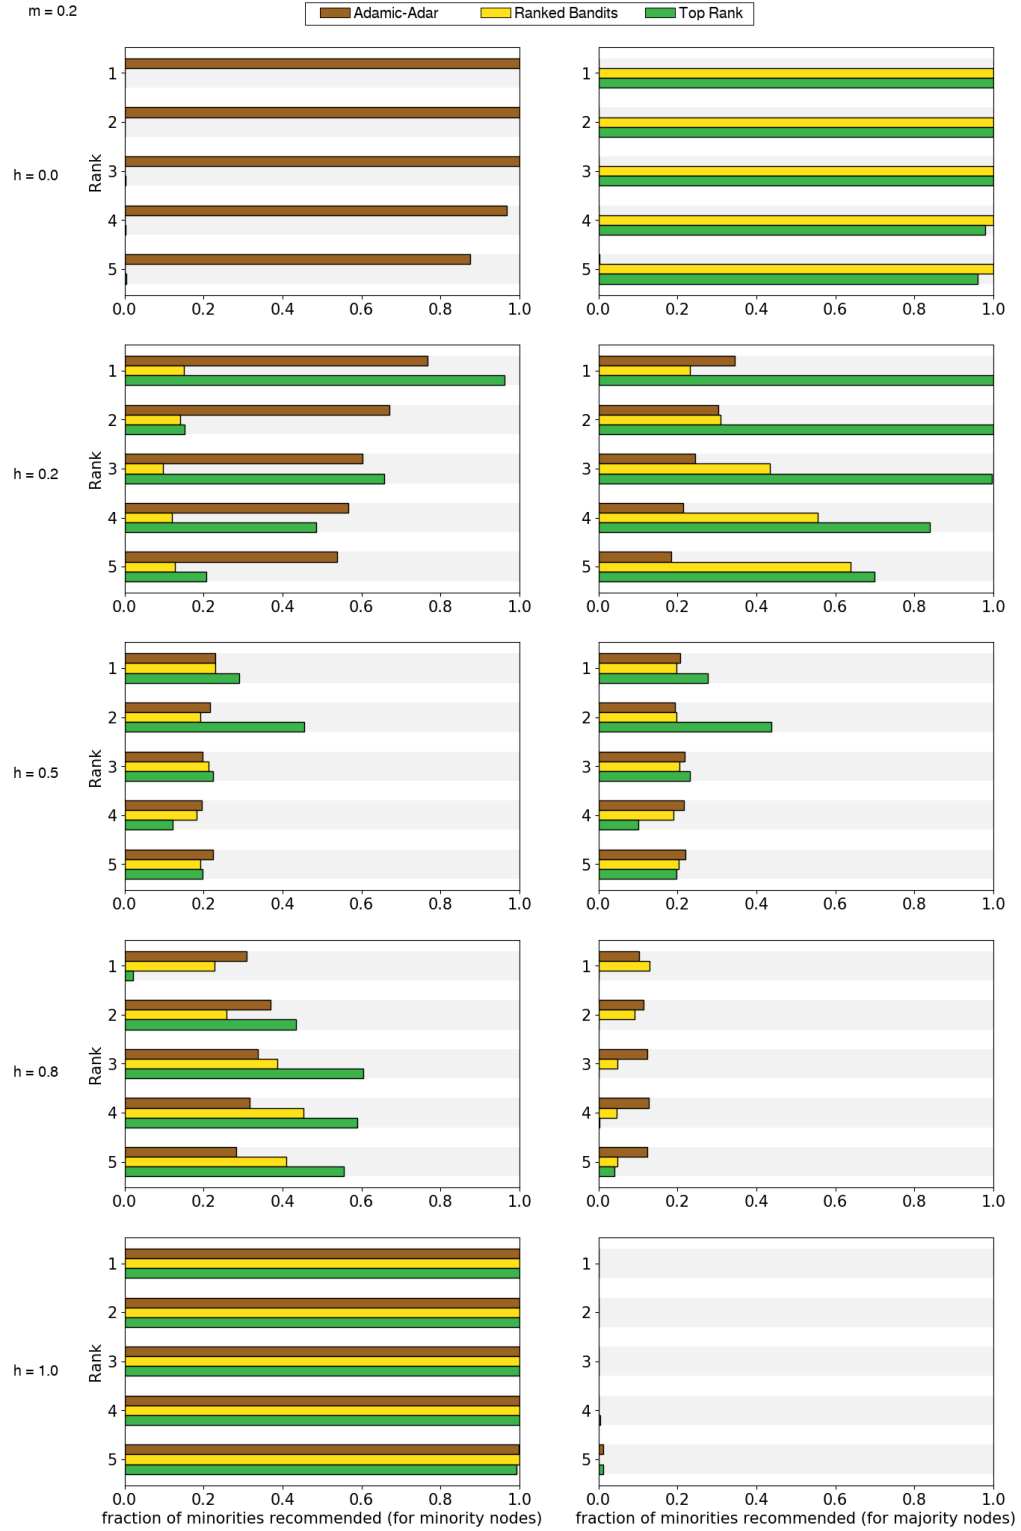 m = 0.2
Adamic-Adar Ranked Bandits Top Rank
h = 0.0
Rank
1
2
3
4
5
0.0 0.2 0.4 0.6 0.8 1.0
1
2
3
4
5
0.0 0.2 0.4 0.6 0.8 1.0
h = 0.2
Rank
1
2
3
4
5
0.0 0.2 0.4 0.6 0.8 1.0
1
2
3
4
5
0.0 0.2 0.4 0.6 0.8 1.0
h = 0.5
Rank
1
2
3
4
5
0.0 0.2 0.4 0.6 0.8 1.0
1
2
3
4
5
0.0 0.2 0.4 0.6 0.8 1.0
h = 0.8
Rank
1
2
3
4
5
0.0 0.2 0.4 0.6 0.8 1.0
1
2
3
4
5
0.0 0.2 0.4 0.6 0.8 1.0
h = 1.0
Rank
1
2
3
4
5
0.0 0.2 0.4 0.6 0.8 1.0
fraction of minorities recommended (for minority nodes)
1
2
3
4
5
0.0 0.2 0.4 0.6 0.8 1.0
fraction of minorities recommended (for majority nodes)